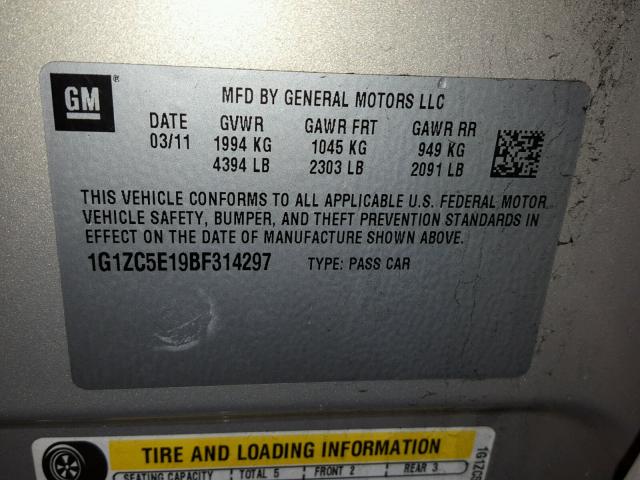 GM ®
MFD BY GENERAL MOTORS LLC
DATE GVWR GAWR FRT GAWR RR
03/11 1994 KG 1045 KG 949 KG
4394 LB 2303 LB 2091 LB
THIS VEHICLE CONFORMS TO ALL APPLICABLE U.S. FEDERAL MOTOR
VEHICLE SAFETY, BUMPER, AND THEFT PREVENTION STANDARDS IN
EFFECT ON THE DATE OF MANUFACTURE SHOWN ABOVE.
1G1ZC5E19BF314297 TYPE: PASS CAR
TIRE AND LOADING INFORMATION
SEATING CAPACITY TOTAL 5 FRONT 2 REAR 3
1G1ZC5